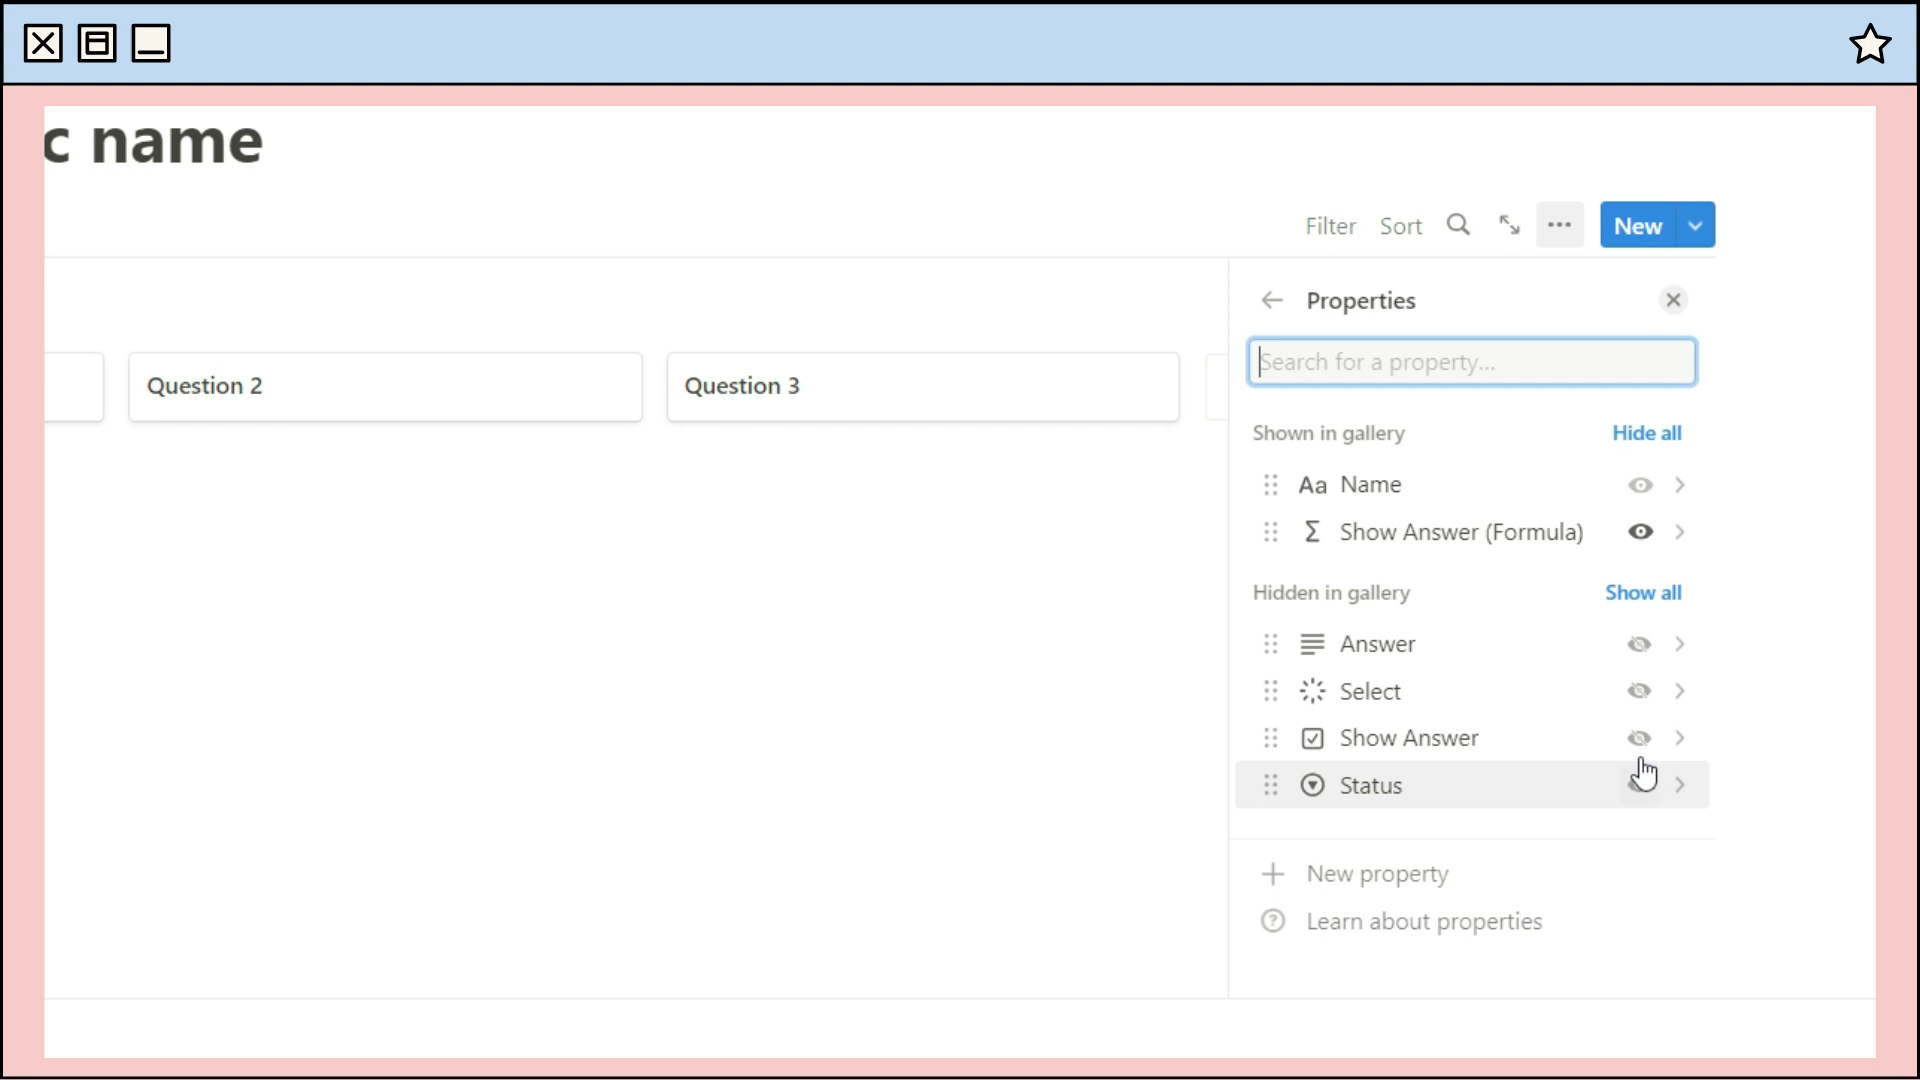 c name
Filter Sort New
Properties
Search for a property...
Question 2
Question 3
Shown in gallery Hide all
Aa Name
Σ Show Answer (Formula)
Hidden in gallery Show all
Answer
Select
Show Answer
Status
New property
Learn about properties